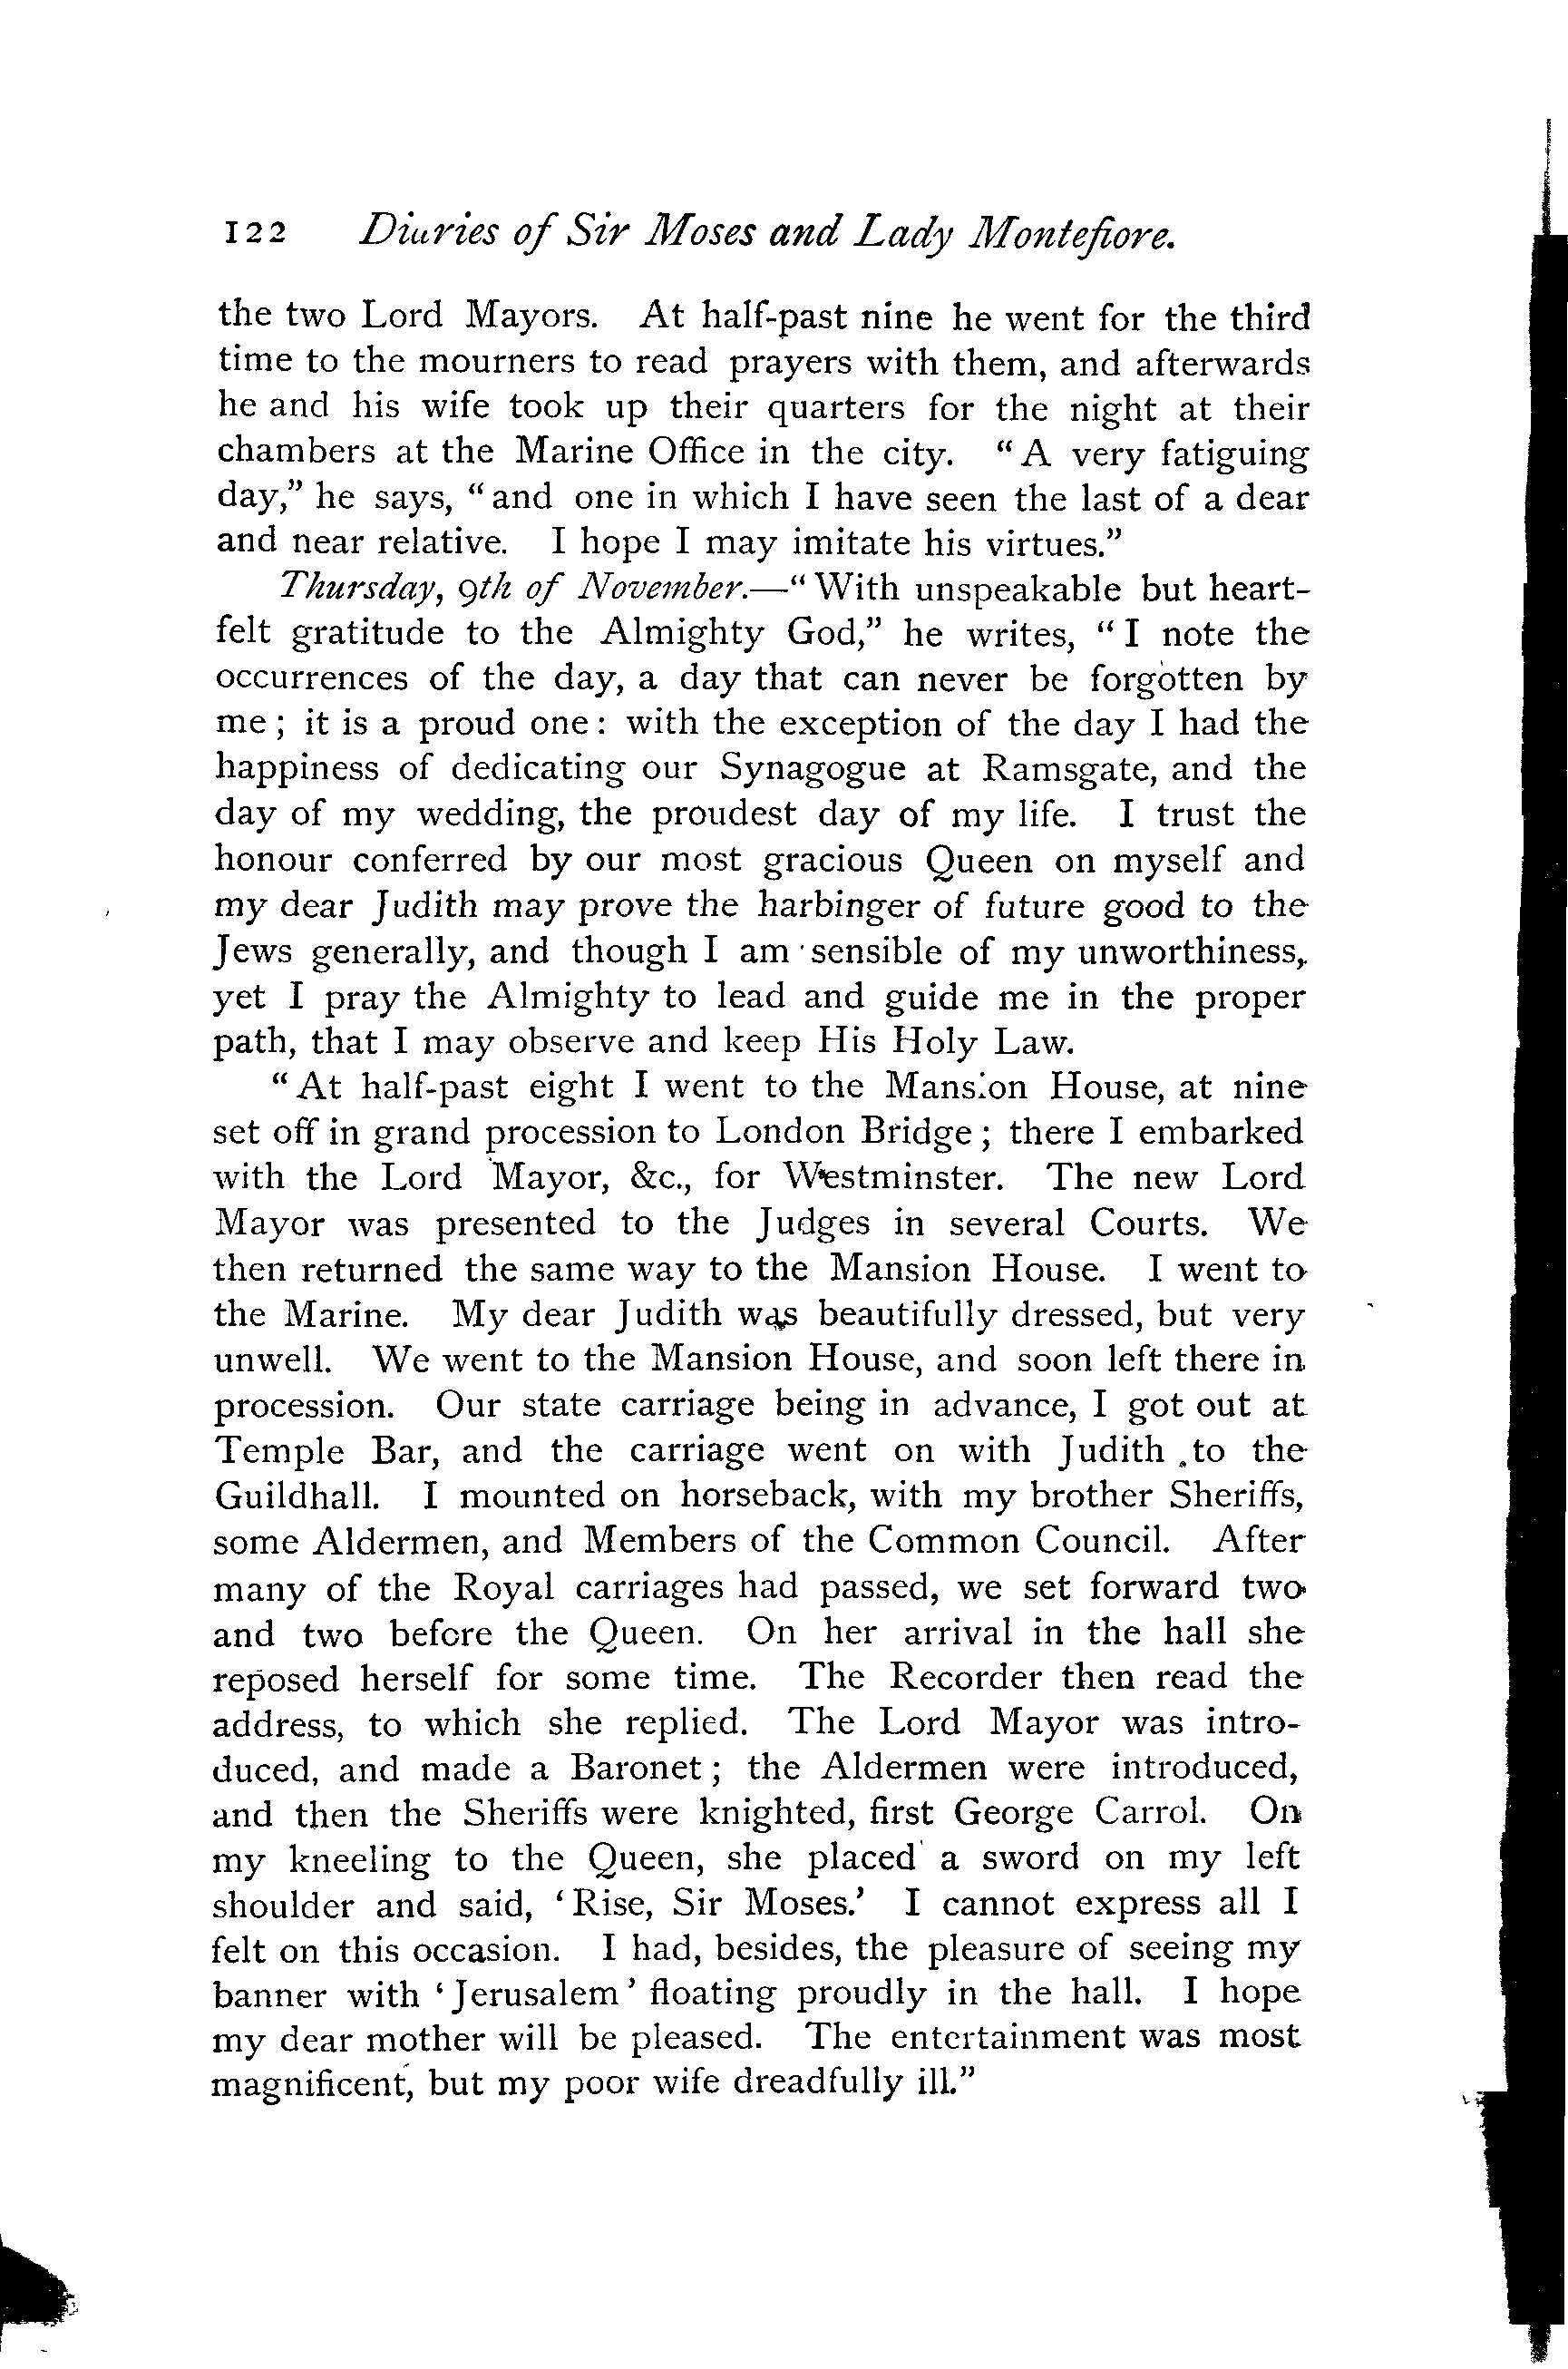 122 Diaries of Sir Moses and Lady Montefiore.
the two Lord Mayors. At half-past nine he went for the third
time to the mourners to read prayers with them, and afterwards
he and his wife took up their quarters for the night at their
chambers at the Marine Office in the city. “A very fatiguing
day,” he says, “and one in which I have seen the last of a dear
and near relative. I hope I may imitate his virtues.”
Thursday, 9th of November.—“With unspeakable but heart-
felt gratitude to the Almighty God,” he writes, “I note the
occurrences of the day, a day that can never be forgotten by
me; it is a proud one: with the exception of the day I had the
happiness of dedicating our Synagogue at Ramsgate, and the
day of my wedding, the proudest day of my life. I trust the
honour conferred by our most gracious Queen on myself and
my dear Judith may prove the harbinger of future good to the
Jews generally, and though I am sensible of my unworthiness,
yet I pray the Almighty to lead and guide me in the proper
path, that I may observe and keep His Holy Law.
“At half-past eight I went to the Mansion House, at nine
set off in grand procession to London Bridge; there I embarked
with the Lord Mayor, &c., for Westminster. The new Lord
Mayor was presented to the Judges in several Courts. We
then returned the same way to the Mansion House. I went to
the Marine. My dear Judith was beautifully dressed, but very
unwell. We went to the Mansion House, and soon left there in
procession. Our state carriage being in advance, I got out at
Temple Bar, and the carriage went on with Judith to the
Guildhall. I mounted on horseback, with my brother Sheriffs,
some Aldermen, and Members of the Common Council. After
many of the Royal carriages had passed, we set forward two
and two before the Queen. On her arrival in the hall she
reposed herself for some time. The Recorder then read the
address, to which she replied. The Lord Mayor was intro-
duced, and made a Baronet; the Aldermen were introduced,
and then the Sheriffs were knighted, first George Carrol. On
my kneeling to the Queen, she placed a sword on my left
shoulder and said, ‘Rise, Sir Moses.’ I cannot express all I
felt on this occasion. I had, besides, the pleasure of seeing my
banner with ‘Jerusalem’ floating proudly in the hall. I hope
my dear mother will be pleased. The entertainment was most
magnificent, but my poor wife dreadfully ill.”